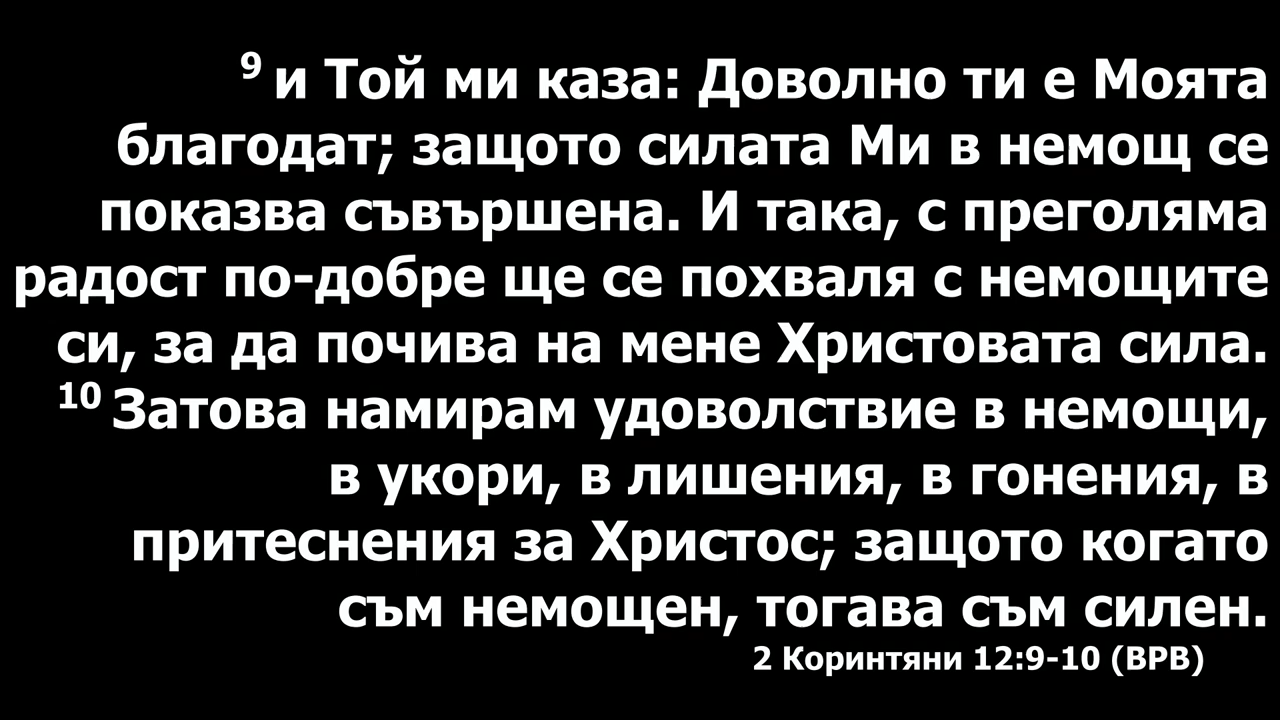 9 и Той ми каза: Доволно ти е Моята
благодат; защото силата Ми в немощ се
показва съвършена. И така, с преголяма
радост по-добре ще се похваля с немощите
си, за да почива на мене Христовата сила.
10 Затова намирам удоволствие в немощи,
в укори, в лишения, в гонения, в
притеснения за Христос; защото когато
съм немощен, тогава съм силен.
2 Коринтяни 12:9-10 (ВРВ)